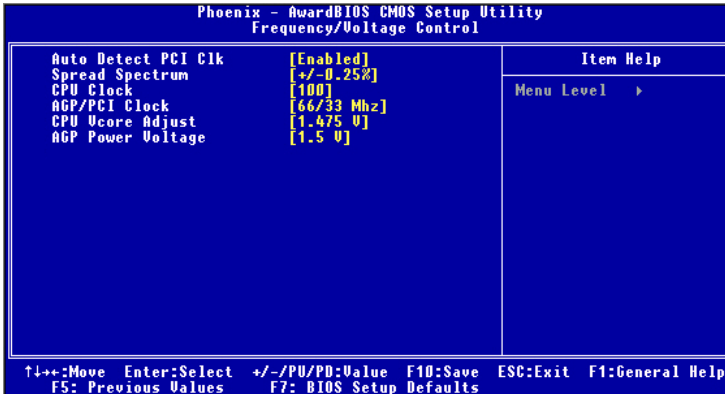 Phoenix - AwardBIOS CMOS Setup Utility
Frequency/Voltage Control
Auto Detect PCI Clk [Enabled]
Spread Spectrum [+/-0.25%]
CPU Clock [100]
AGP/PCI Clock [66/33 Mhz]
CPU Vcore Adjust [1.475 V]
AGP Power Voltage [1.5 V]
Item Help
Menu Level ▸
↑↓→←:Move Enter:Select +/-/PU/PD:Value F10:Save ESC:Exit F1:General Help
F5: Previous Values F7: BIOS Setup Defaults